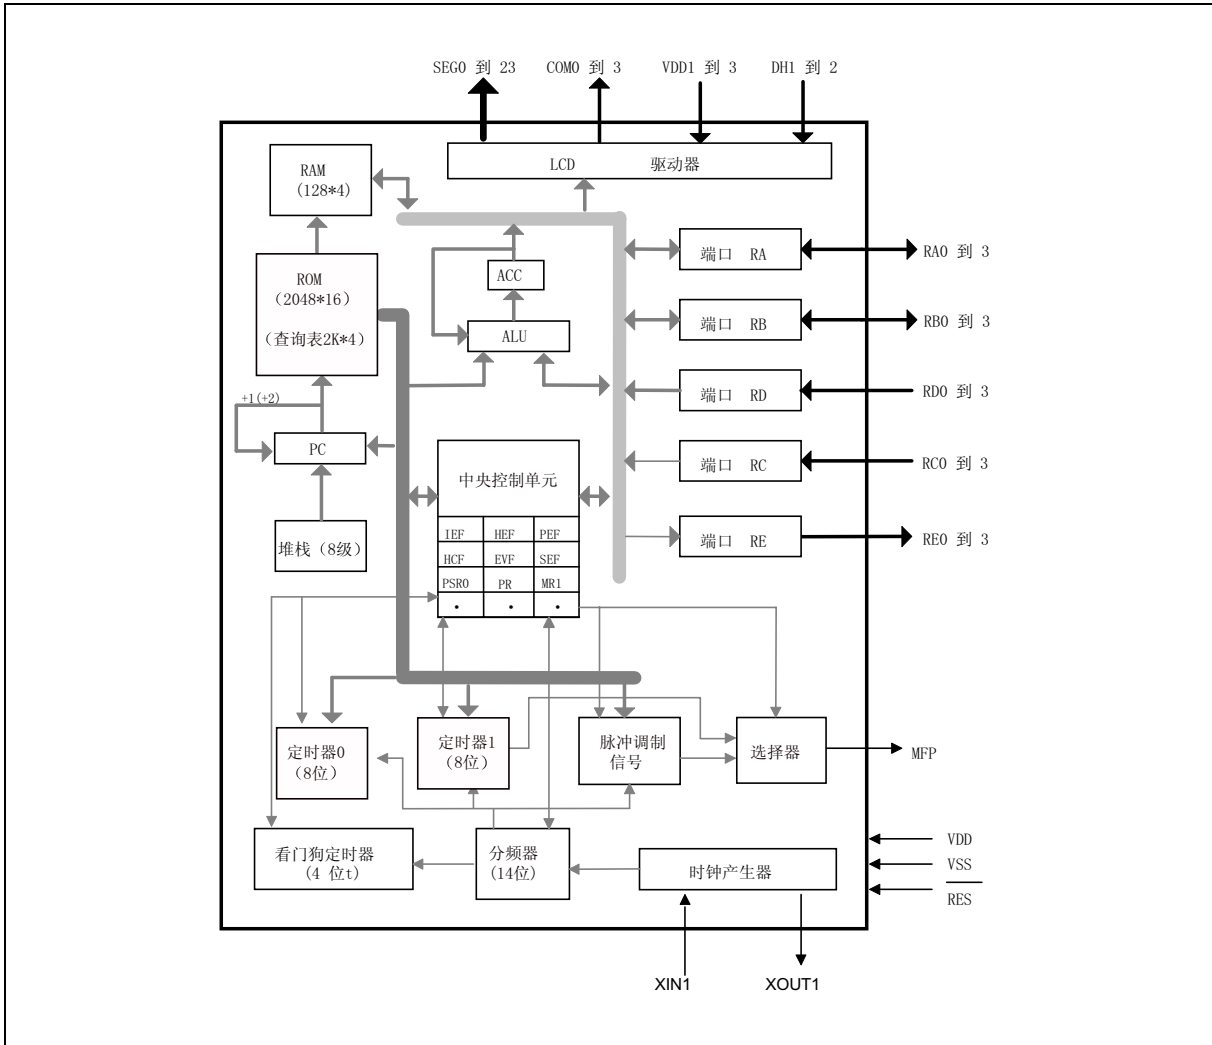 SEG0 到 23
COM0 到 3
VDD1 到 3
DH1 到 2
LCD 驱动器
RAM
(128*4)
ROM
(2048*16)
(查询表2K*4)
ACC
ALU
+1(+2)
PC
堆栈（8级）
中央控制单元
IEF HEF PEF
HCF EVF SEF
PSR0 PR MR1
• • •
端口 RA
RA0 到 3
端口 RB
RB0 到 3
端口 RD
RD0 到 3
端口 RC
RC0 到 3
端口 RE
RE0 到 3
定时器0
（8位）
定时器1
（8位）
脉冲调制
信号
选择器
MFP
看门狗定时器
(4 位t)
分频器
(14位)
时钟产生器
VDD
VSS
RES
XIN1
XOUT1